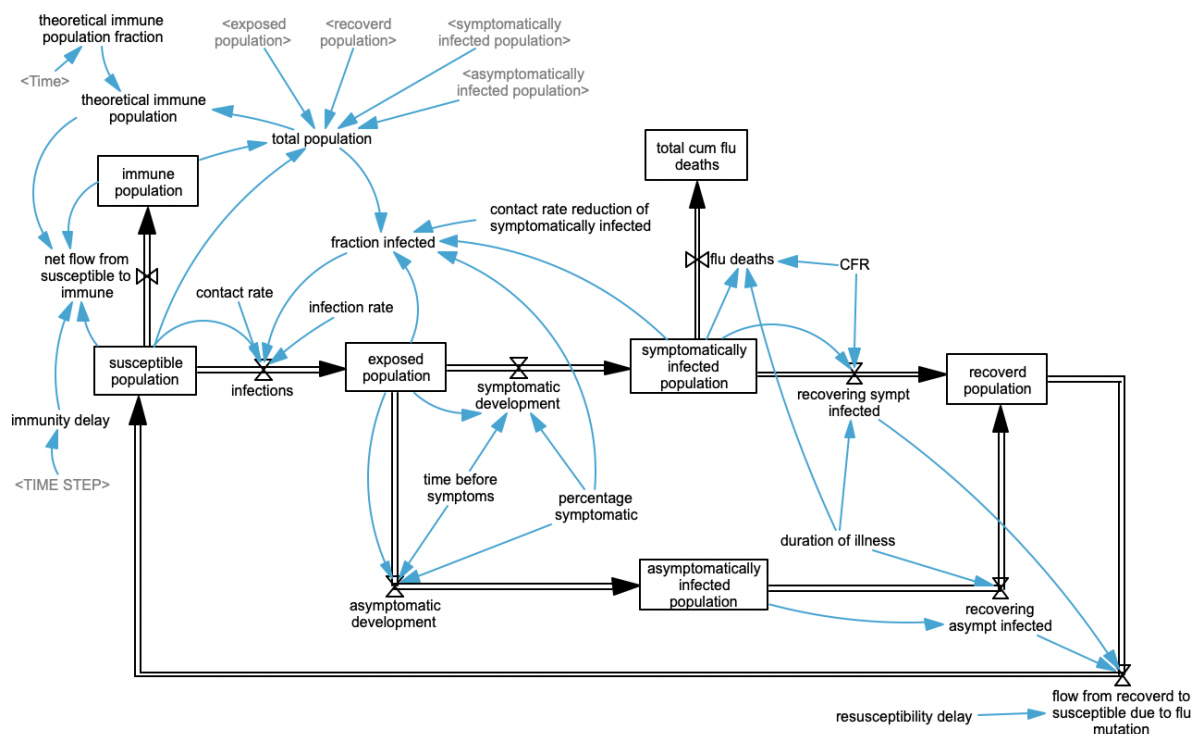 theoretical immune
population fraction
<exposed
population>
<recoverd
population>
<symptomatically
infected population>
<Time>
<asymptomatically
infected population>
theoretical immune
population
total population
total cum flu
deaths
immune
population
contact rate reduction of
symptomatically infected
fraction infected
net flow from
susceptible to
immune
flu deaths
CFR
contact rate
infection rate
susceptible
population
infections
exposed
population
symptomatic
development
symptomatically
infected
population
recovering sympt
infected
recoverd
population
immunity delay
<TIME STEP>
time before
symptoms
percentage
symptomatic
duration of illness
asymptomatic
development
asymptomatically
infected
population
recovering
asympt infected
resusceptibility delay
flow from recoverd to
susceptible due to flu
mutation